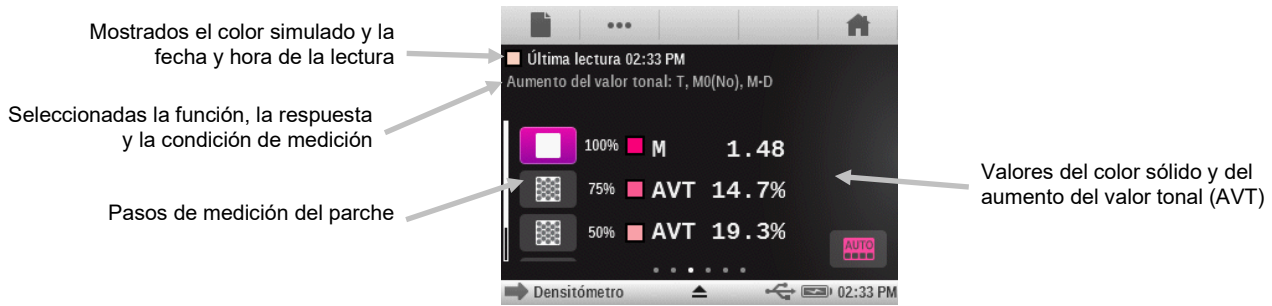 Mostrados el color simulado y la
fecha y hora de la lectura
Seleccionadas la función, la respuesta
y la condición de medición
Pasos de medición del parche
Última lectura 02:33 PM
Aumento del valor tonal: T, M0(No), M-D
100% M 1.48
75% AVT 14.7%
50% AVT 19.3%
AUTO
Densitómetro 02:33 PM
Valores del color sólido y del
aumento del valor tonal (AVT)